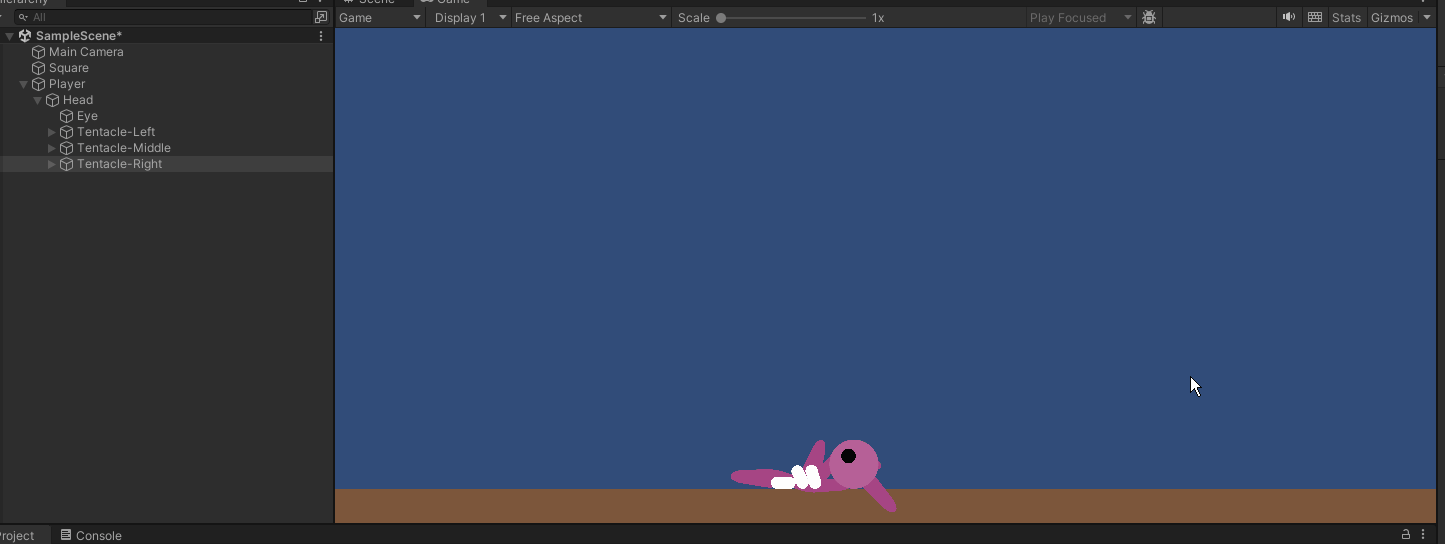 All
SampleScene*
Main Camera
Square
Player
Head
Eye
Tentacle-Left
Tentacle-Middle
Tentacle-Right
Game Display 1 Free Aspect Scale 1x Play Focused Stats Gizmos
Console